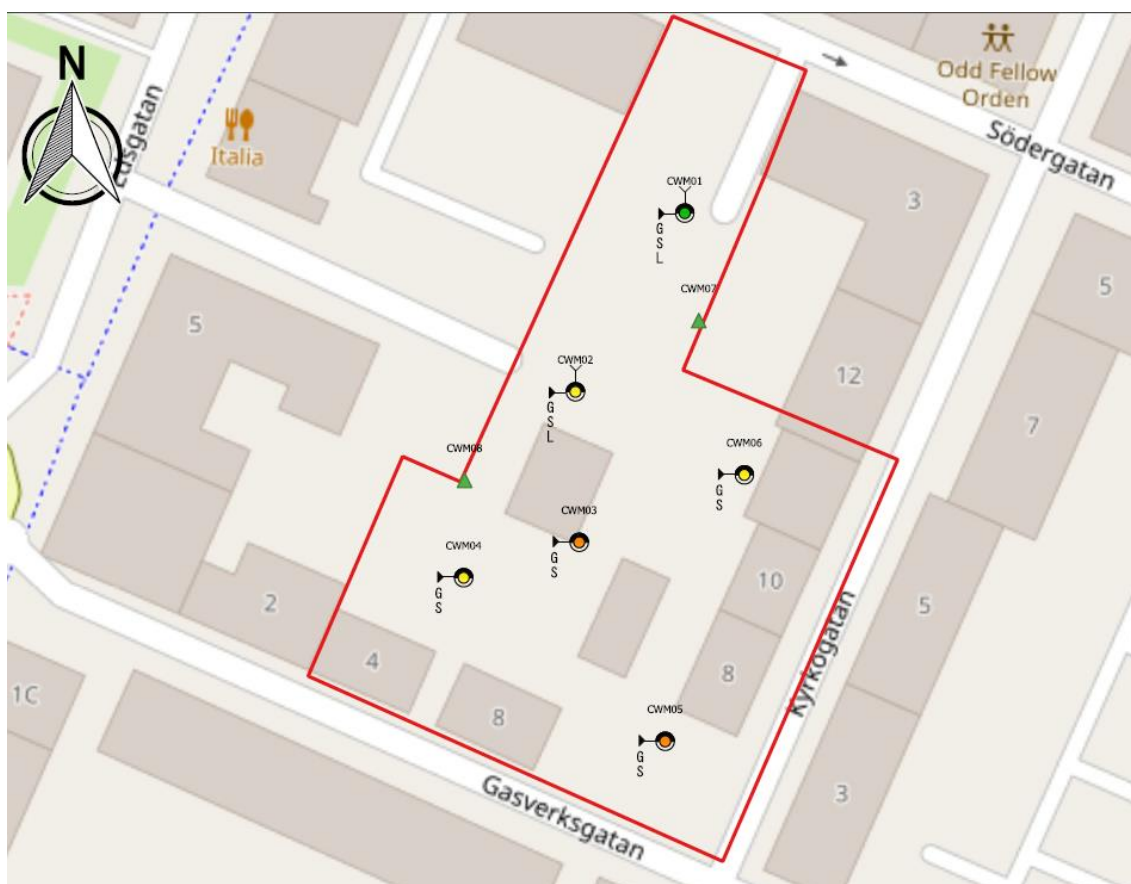 N
Italia
Odd Fellow
Orden
Södergatan
3
5
CWM01
G
S
L
CWM07
5
12
7
CWM02
G
S
L
CWM06
G
S
CWM08
CWM03
G
S
CWM04
G
S
10
5
2
4
8
8
1C
Kyrkogatan
CWM05
G
S
3
Gasverksgatan